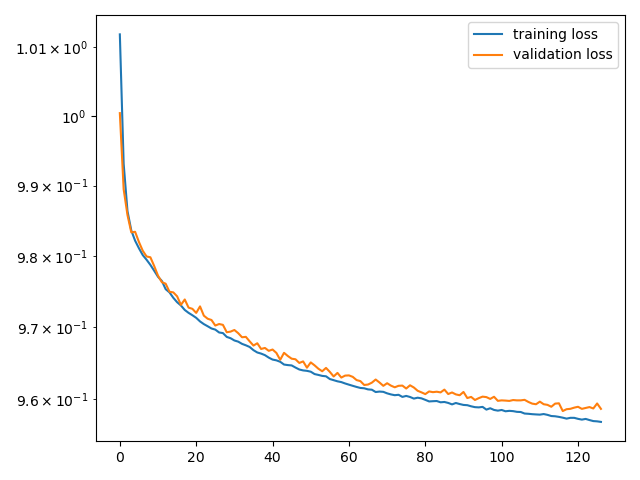 training loss
validation loss
1.01 × 10⁰
10⁰
9.9 × 10⁻¹
9.8 × 10⁻¹
9.7 × 10⁻¹
9.6 × 10⁻¹
0 20 40 60 80 100 120